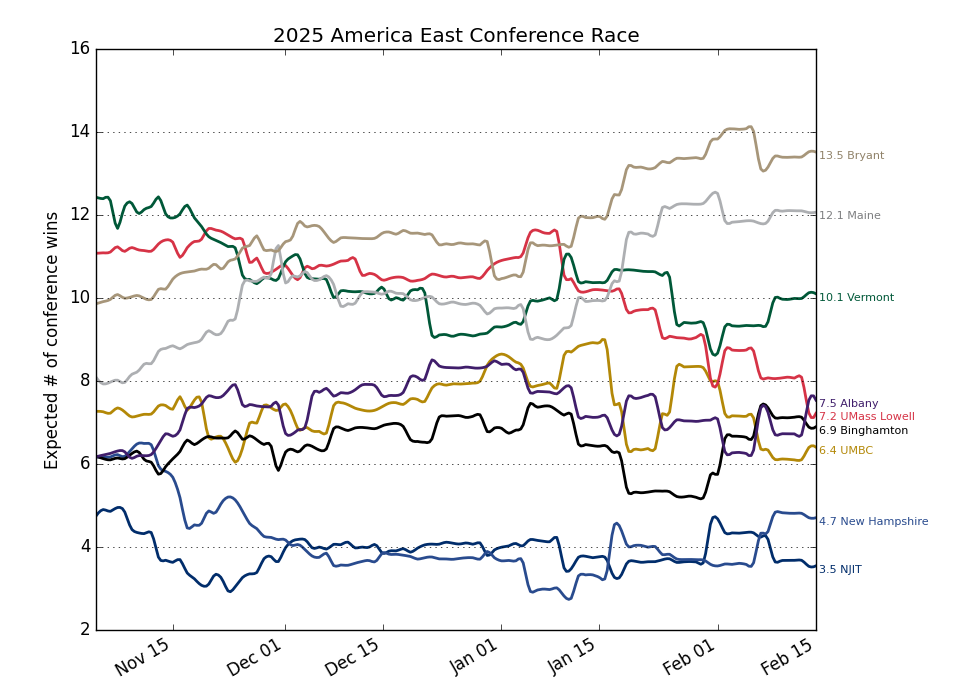 2025 America East Conference Race
Expected # of conference wins
16
14
12
10
8
6
4
2
13.5 Bryant
12.1 Maine
10.1 Vermont
7.5 Albany
7.2 UMass Lowell
6.9 Binghamton
6.4 UMBC
4.7 New Hampshire
3.5 NJIT
Nov 15
Dec 01
Dec 15
Jan 01
Jan 15
Feb 01
Feb 15